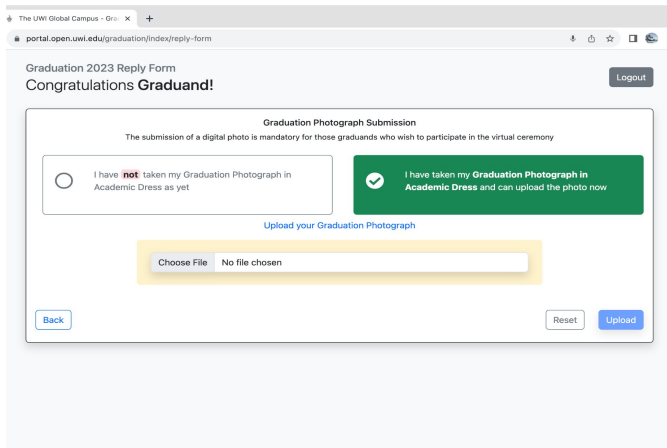 The UWI Global Campus - Gra
portal.open.uwi.edu/graduation/index/reply-form
Graduation 2023 Reply Form
Logout
Congratulations Graduand!
Graduation Photograph Submission
The submission of a digital photo is mandatory for those graduands who wish to participate in the virtual ceremony
I have not taken my Graduation Photograph in
Academic Dress as yet
I have taken my Graduation Photograph in
Academic Dress and can upload the photo now
Upload your Graduation Photograph
Choose File No file chosen
Back
Reset
Upload